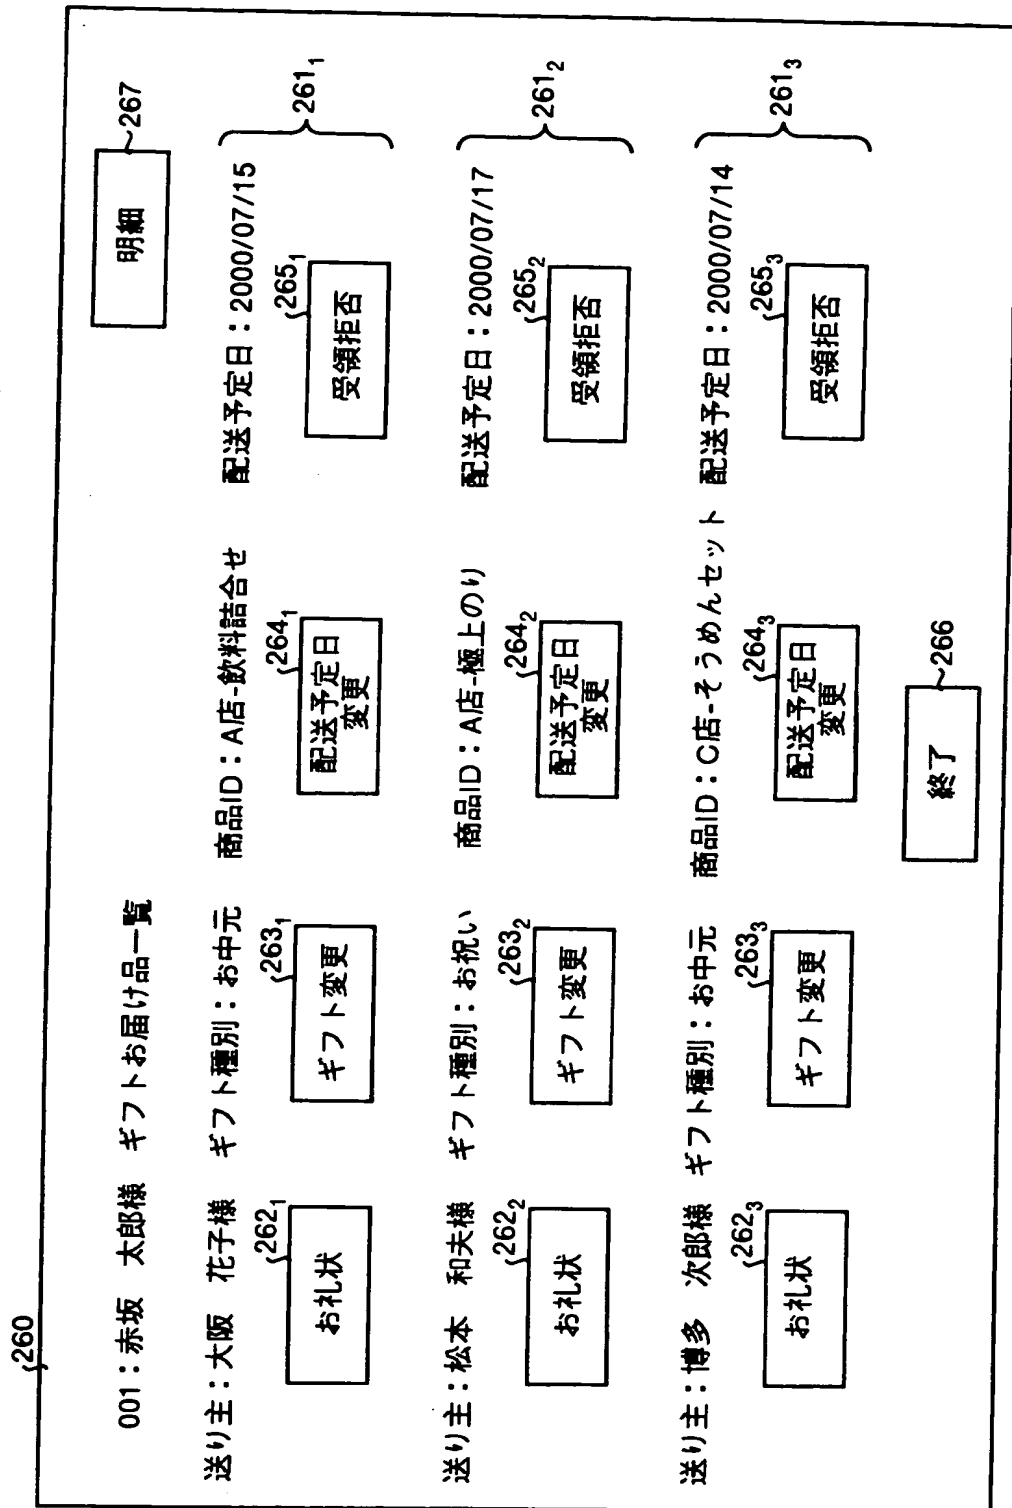 260
001：赤坂　太郎様　ギフトお届け品一覧
明細
267
送り主：大阪　花子様　ギフト種別：お中元　商品ID：A店-飲料詰合せ　配送予定日：2000/07/15
262₁ 263₁ 264₁ 265₁ 261₁
お礼状　ギフト変更　配送予定日　受領拒否
変更
送り主：松本　和夫様　ギフト種別：お祝い　商品ID：A店-極上のり　配送予定日：2000/07/17
262₂ 263₂ 264₂ 265₂ 261₂
お礼状　ギフト変更　配送予定日　受領拒否
変更
送り主：博多　次郎様　ギフト種別：お中元　商品ID：C店-そうめんセット　配送予定日：2000/07/14
262₃ 263₃ 264₃ 265₃ 261₃
お礼状　ギフト変更　配送予定日　受領拒否
変更
終了
266